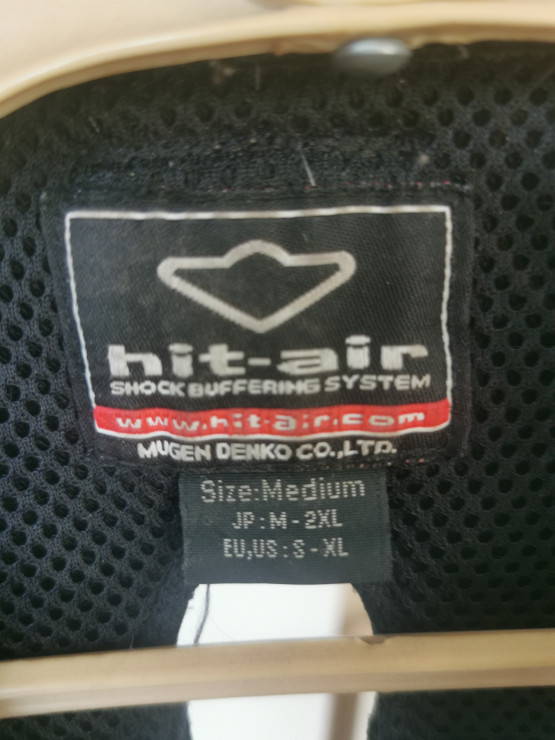 hit-air
SHOCK BUFFERING SYSTEM
www.hit-air.com
MUGEN DENKO CO.,LTD.
Size:Medium
JP:M-2XL
EU,US:S-XL